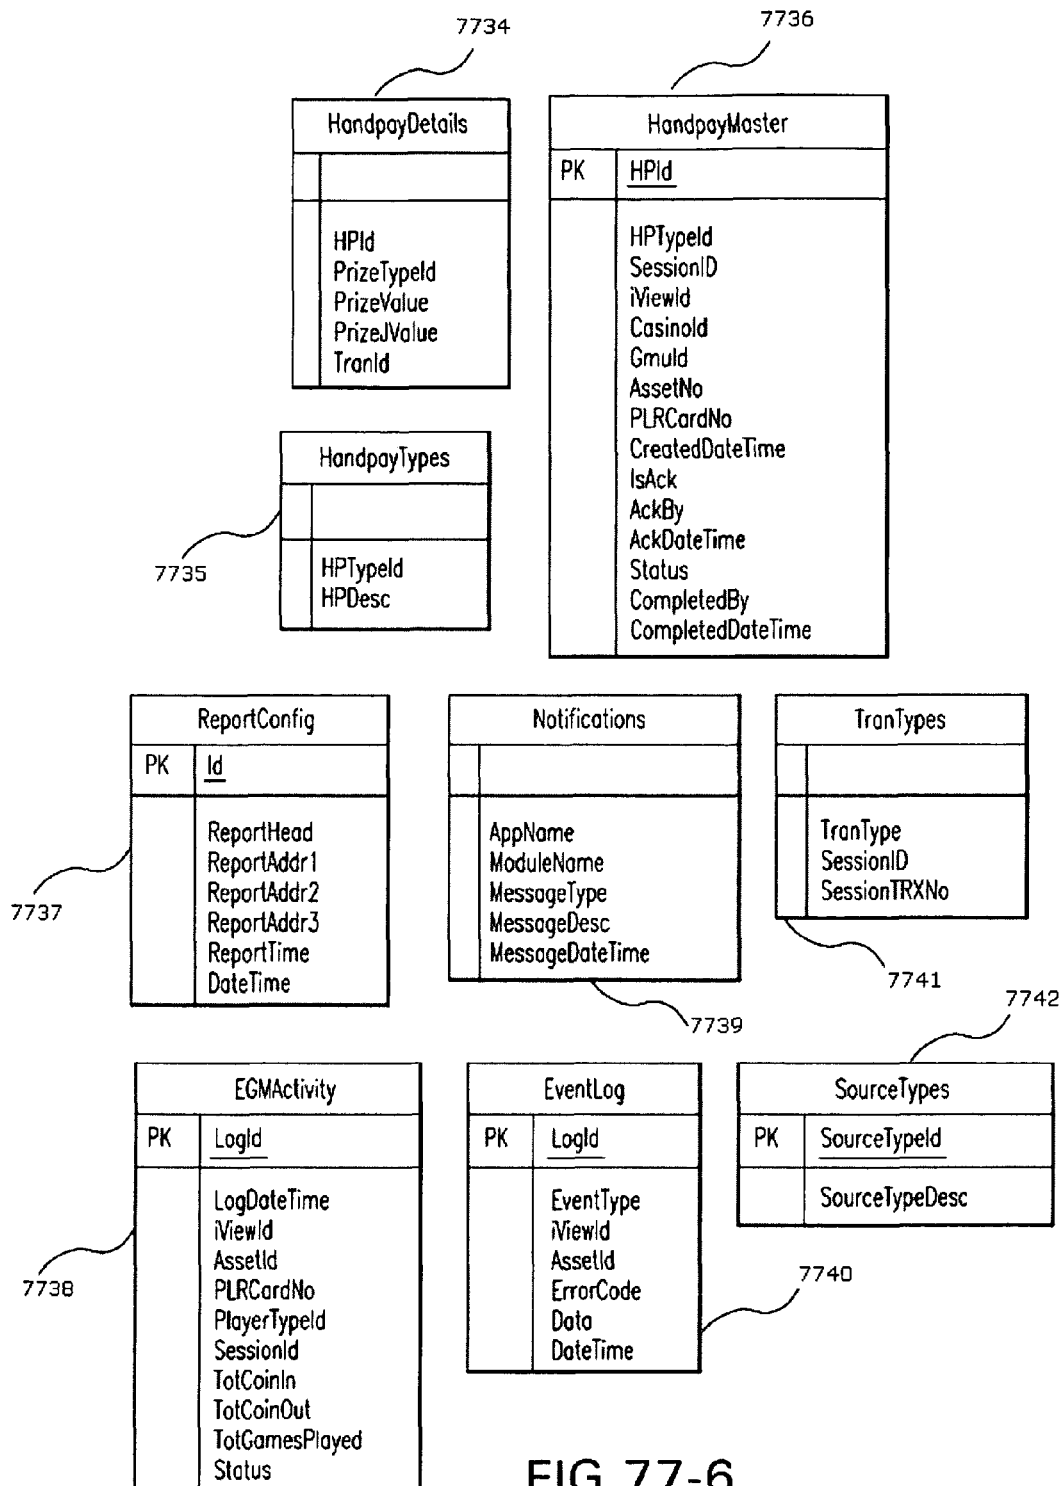 7734
7736
HandpayDetails
HPId
PrizeTypeId
PrizeValue
PrizeJValue
TranId
HandpayMaster
PK HPId
HPTypeId
SessionID
iViewId
CasinoId
GmuId
AssetNo
PLRCardNo
CreatedDateTime
IsAck
AckBy
AckDateTime
Status
CompletedBy
CompletedDateTime
HandpayTypes
HPTypeId
HPDesc
7735
ReportConfig
PK Id
ReportHead
ReportAddr1
ReportAddr2
ReportAddr3
ReportTime
DateTime
7737
Notifications
AppName
ModuleName
MessageType
MessageDesc
MessageDateTime
7739
TranTypes
TranType
SessionID
SessionTRXNo
7741
7742
EGMActivity
PK LogId
LogDateTime
iViewId
AssetId
PLRCardNo
PlayerTypeId
SessionId
TotCoinIn
TotCoinOut
TotGamesPlayed
Status
7738
EventLog
PK LogId
EventType
iViewId
AssetId
ErrorCode
Data
DateTime
7740
SourceTypes
PK SourceTypeId
SourceTypeDesc
FIG. 77-6